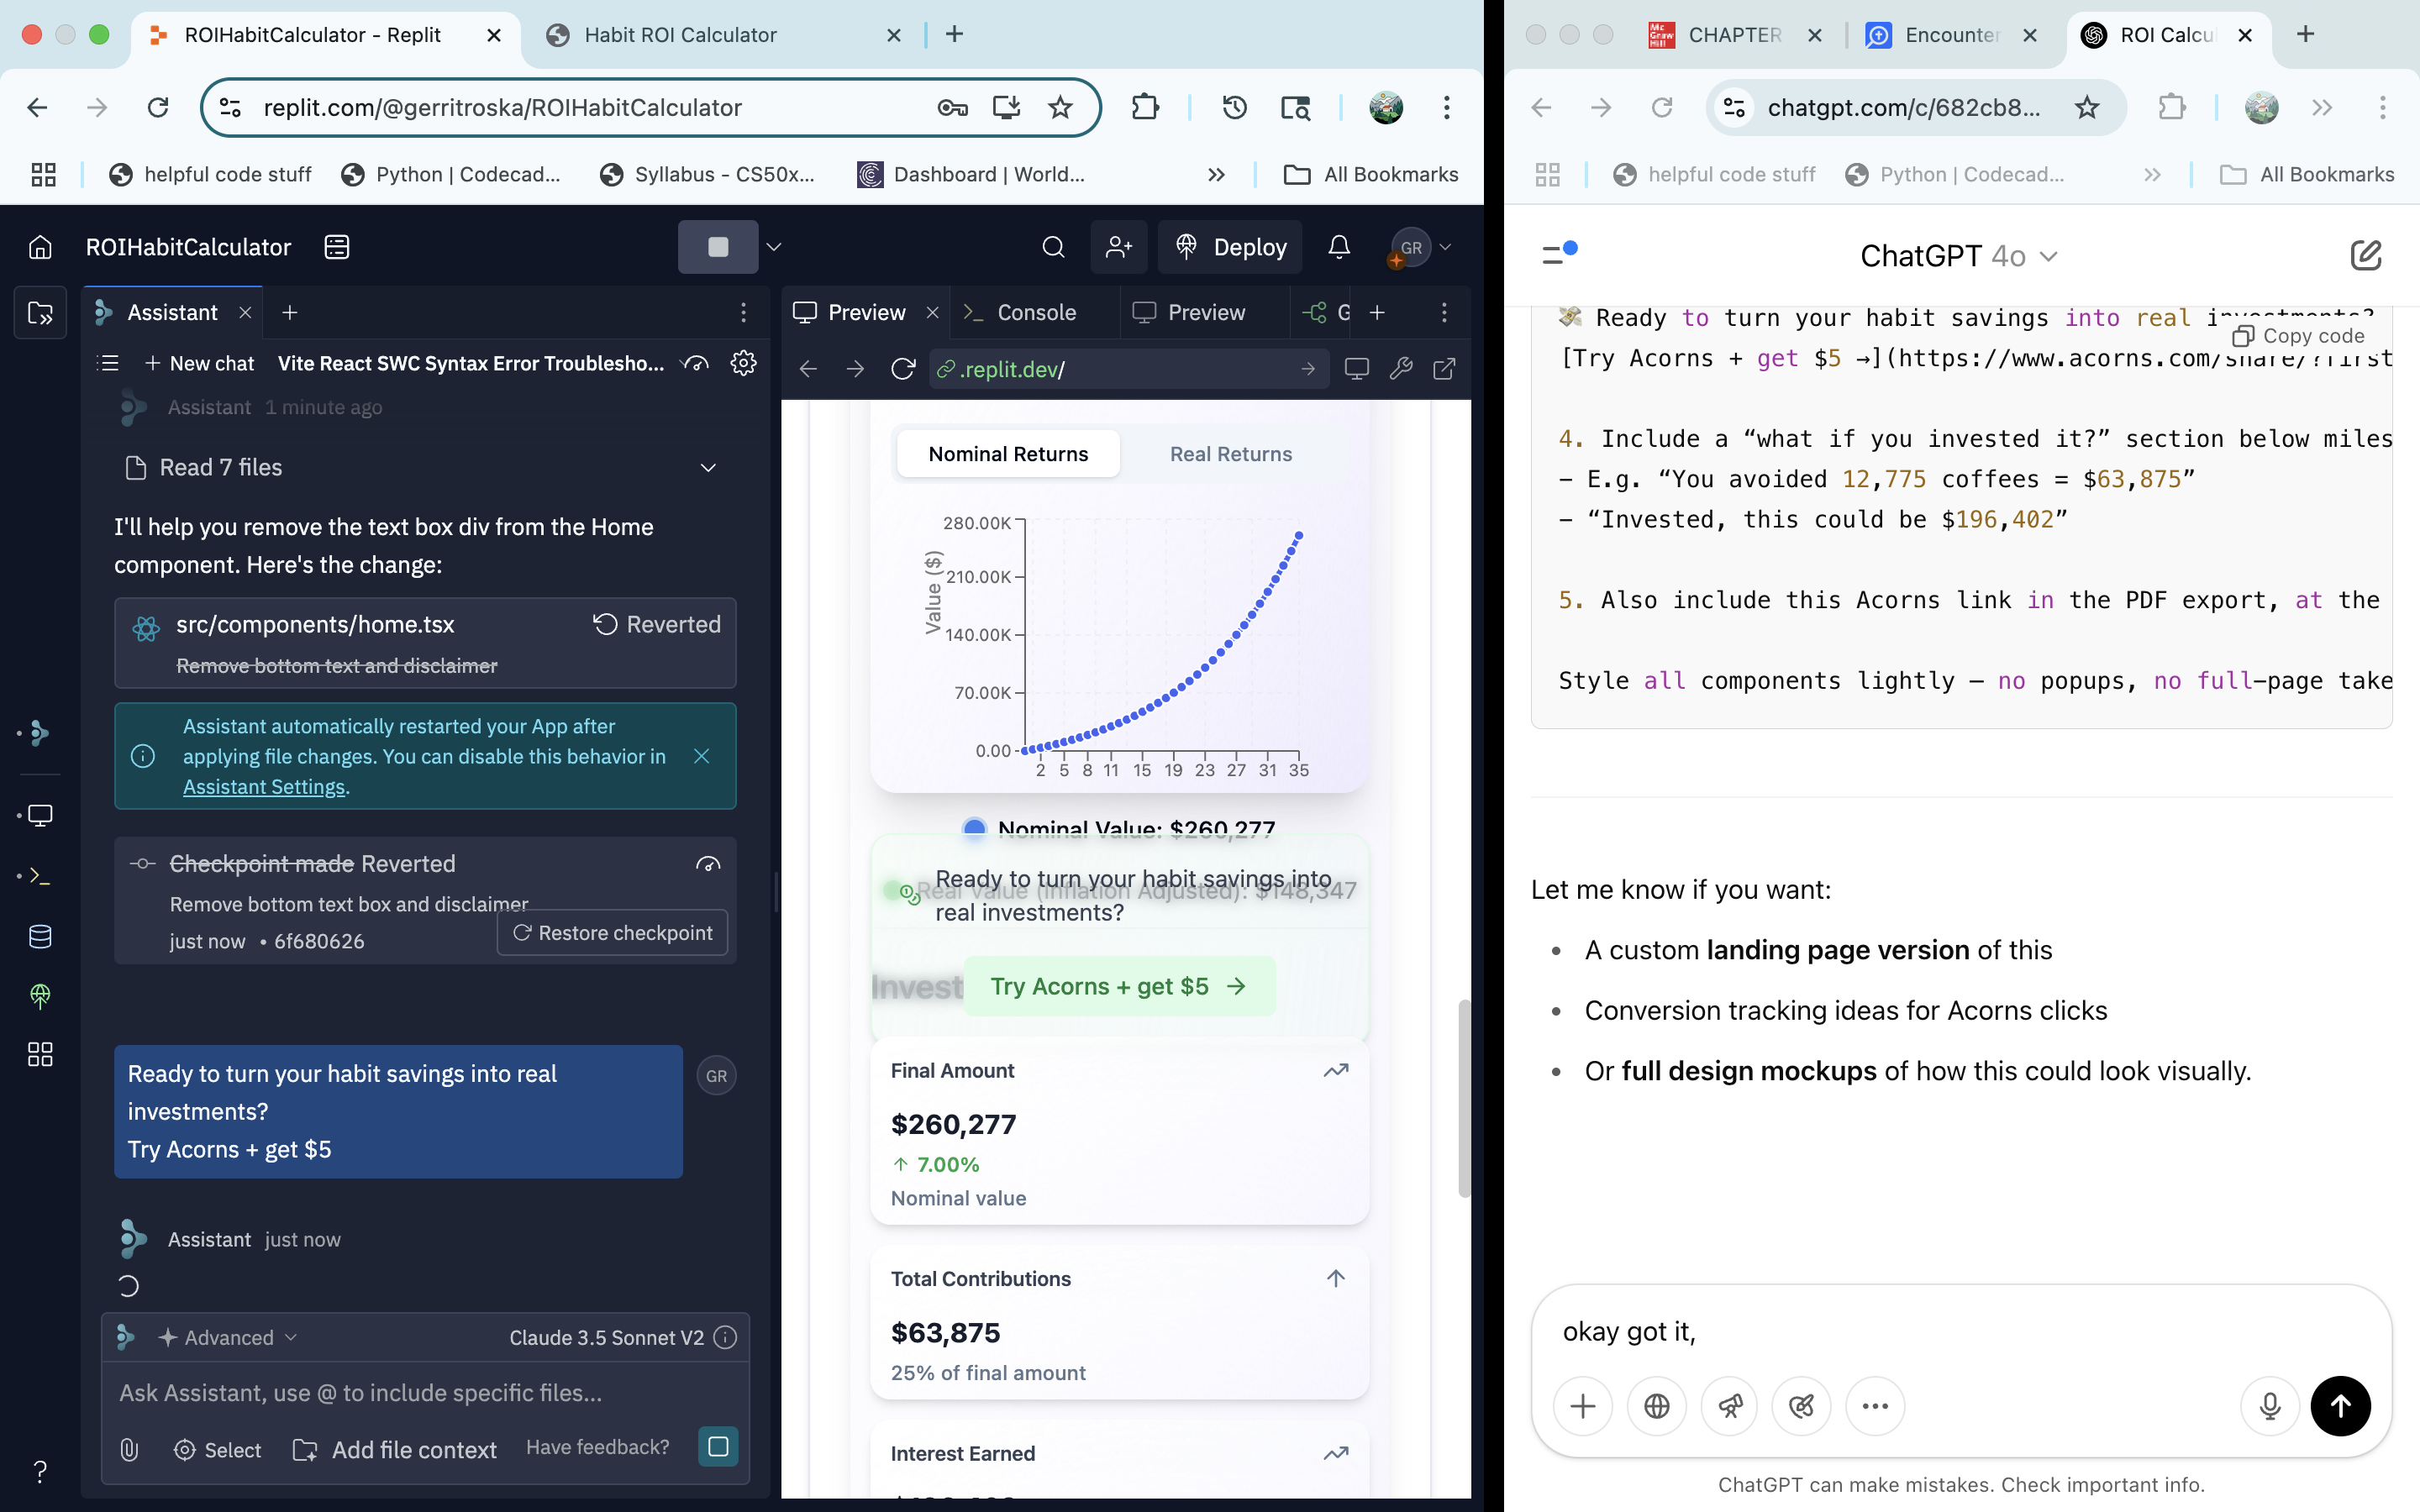 ROIHabitCalculator - Replit
Habit ROI Calculator
replit.com/@gerritroska/ROIHabitCalculator
helpful code stuff
Python | Codecad...
Syllabus - CS50x...
Dashboard | World...
All Bookmarks
ROIHabitCalculator
Deploy
GR
Assistant
New chat
Vite React SWC Syntax Error Troublesho...
Assistant 1 minute ago
Read 7 files
I'll help you remove the text box div from the Home
component. Here's the change:
src/components/home.tsx
Reverted
Remove bottom text and disclaimer
Assistant automatically restarted your App after
applying file changes. You can disable this behavior in
Assistant Settings.
Checkpoint made Reverted
Remove bottom text box and disclaimer
just now • 6f680626
Restore checkpoint
Ready to turn your habit savings into real
investments?
Try Acorns + get $5
GR
Assistant just now
Advanced
Claude 3.5 Sonnet V2
Ask Assistant, use @ to include specific files...
Select
Add file context
Have feedback?
Preview
Console
Preview
G
.replit.dev/
Nominal Returns
Real Returns
Value ($)
280.00K
210.00K
140.00K
70.00K
0.00
2 5 8 11 15 19 23 27 31 35
Nominal Value: $260,277
Real Value (Inflation Adjusted): $148,347
Ready to turn your habit savings into
real investments?
Invest
Try Acorns + get $5 →
Final Amount
$260,277
↑ 7.00%
Nominal value
Total Contributions
$63,875
25% of final amount
Interest Earned
Mc
Graw
Hill
CHAPTER
Encounter
ROI Calcu
chatgpt.com/c/682cb8...
helpful code stuff
Python | Codecad...
All Bookmarks
ChatGPT 4o
💸 Ready to turn your habit savings into real investments?
Copy code
[Try Acorns + get $5 →](https://www.acorns.com/share/?first
4. Include a “what if you invested it?” section below miles
- E.g. “You avoided 12,775 coffees = $63,875”
- “Invested, this could be $196,402”
5. Also include this Acorns link in the PDF export, at the
Style all components lightly — no popups, no full-page take
Let me know if you want:
• A custom landing page version of this
• Conversion tracking ideas for Acorns clicks
• Or full design mockups of how this could look visually.
okay got it,
ChatGPT can make mistakes. Check important info.